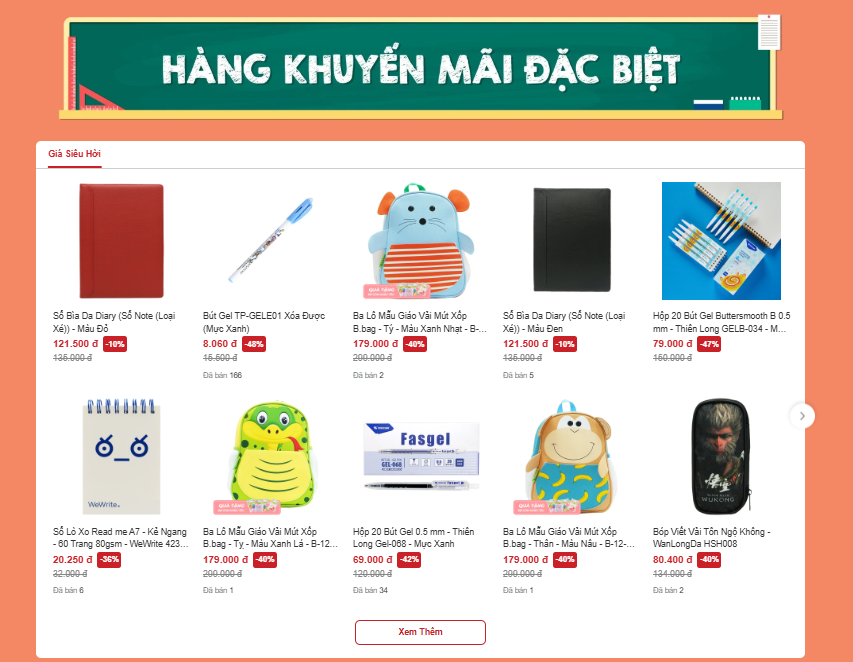 HÀNG KHUYẾN MÃI ĐẶC BIỆT
Giá Siêu Hời
Sổ Bìa Da Diary (Sổ Note (Loại
Xé)) - Màu Đỏ
121.500 đ -10%
135.000 đ
Bút Gel TP-GELE01 Xóa Được
(Mực Xanh)
8.060 đ -48%
15.500 đ
Đã bán 166
QUÀ TẶNG
Ba Lô Mẫu Giáo Vải Mút Xốp
B.bag - Tý - Màu Xanh Nhạt - B-...
179.000 đ -40%
299.000 đ
Đã bán 2
Sổ Bìa Da Diary (Sổ Note (Loại
Xé)) - Màu Đen
121.500 đ -10%
135.000 đ
Đã bán 5
Hộp 20 Bút Gel Buttersmooth B 0.5
mm - Thiên Long GELB-034 - M...
79.000 đ -47%
150.000 đ
WeWrite
Sổ Lò Xo Read me A7 - Kẻ Ngang
- 60 Trang 80gsm - WeWrite 423...
20.250 đ -36%
32.000 đ
Đã bán 6
QUÀ TẶNG
Ba Lô Mẫu Giáo Vải Mút Xốp
B.bag - Tỵ - Màu Xanh Lá - B-12...
179.000 đ -40%
299.000 đ
Đã bán 1
Fasgel
GEL-068
Hộp 20 Bút Gel 0.5 mm - Thiên
Long Gel-068 - Mực Xanh
69.000 đ -42%
120.000 đ
Đã bán 34
QUÀ TẶNG
Ba Lô Mẫu Giáo Vải Mút Xốp
B.bag - Thân - Màu Nâu - B-12-...
179.000 đ -40%
299.000 đ
Đã bán 1
WUKONG
Bóp Viết Vải Tôn Ngộ Không -
WanLongDa HSH008
80.400 đ -40%
134.000 đ
Đã bán 2
Xem Thêm